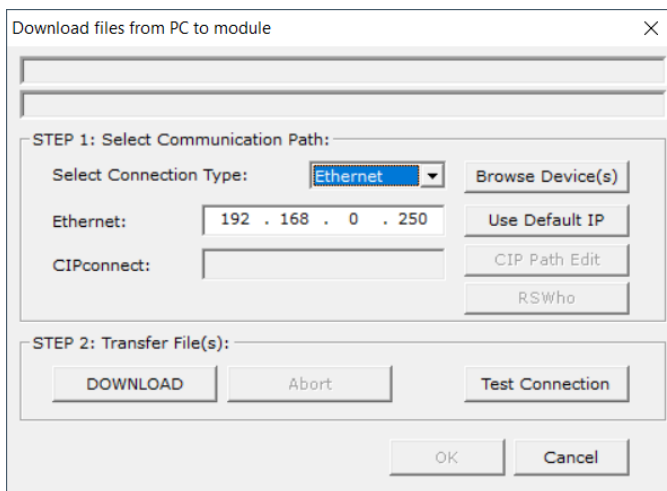 Download files from PC to module
STEP 1: Select Communication Path:
Select Connection Type: Ethernet Browse Device(s)
Ethernet: 192 . 168 . 0 . 250 Use Default IP
CIPconnect: CIP Path Edit
RSWho
STEP 2: Transfer File(s):
DOWNLOAD Abort Test Connection
OK Cancel